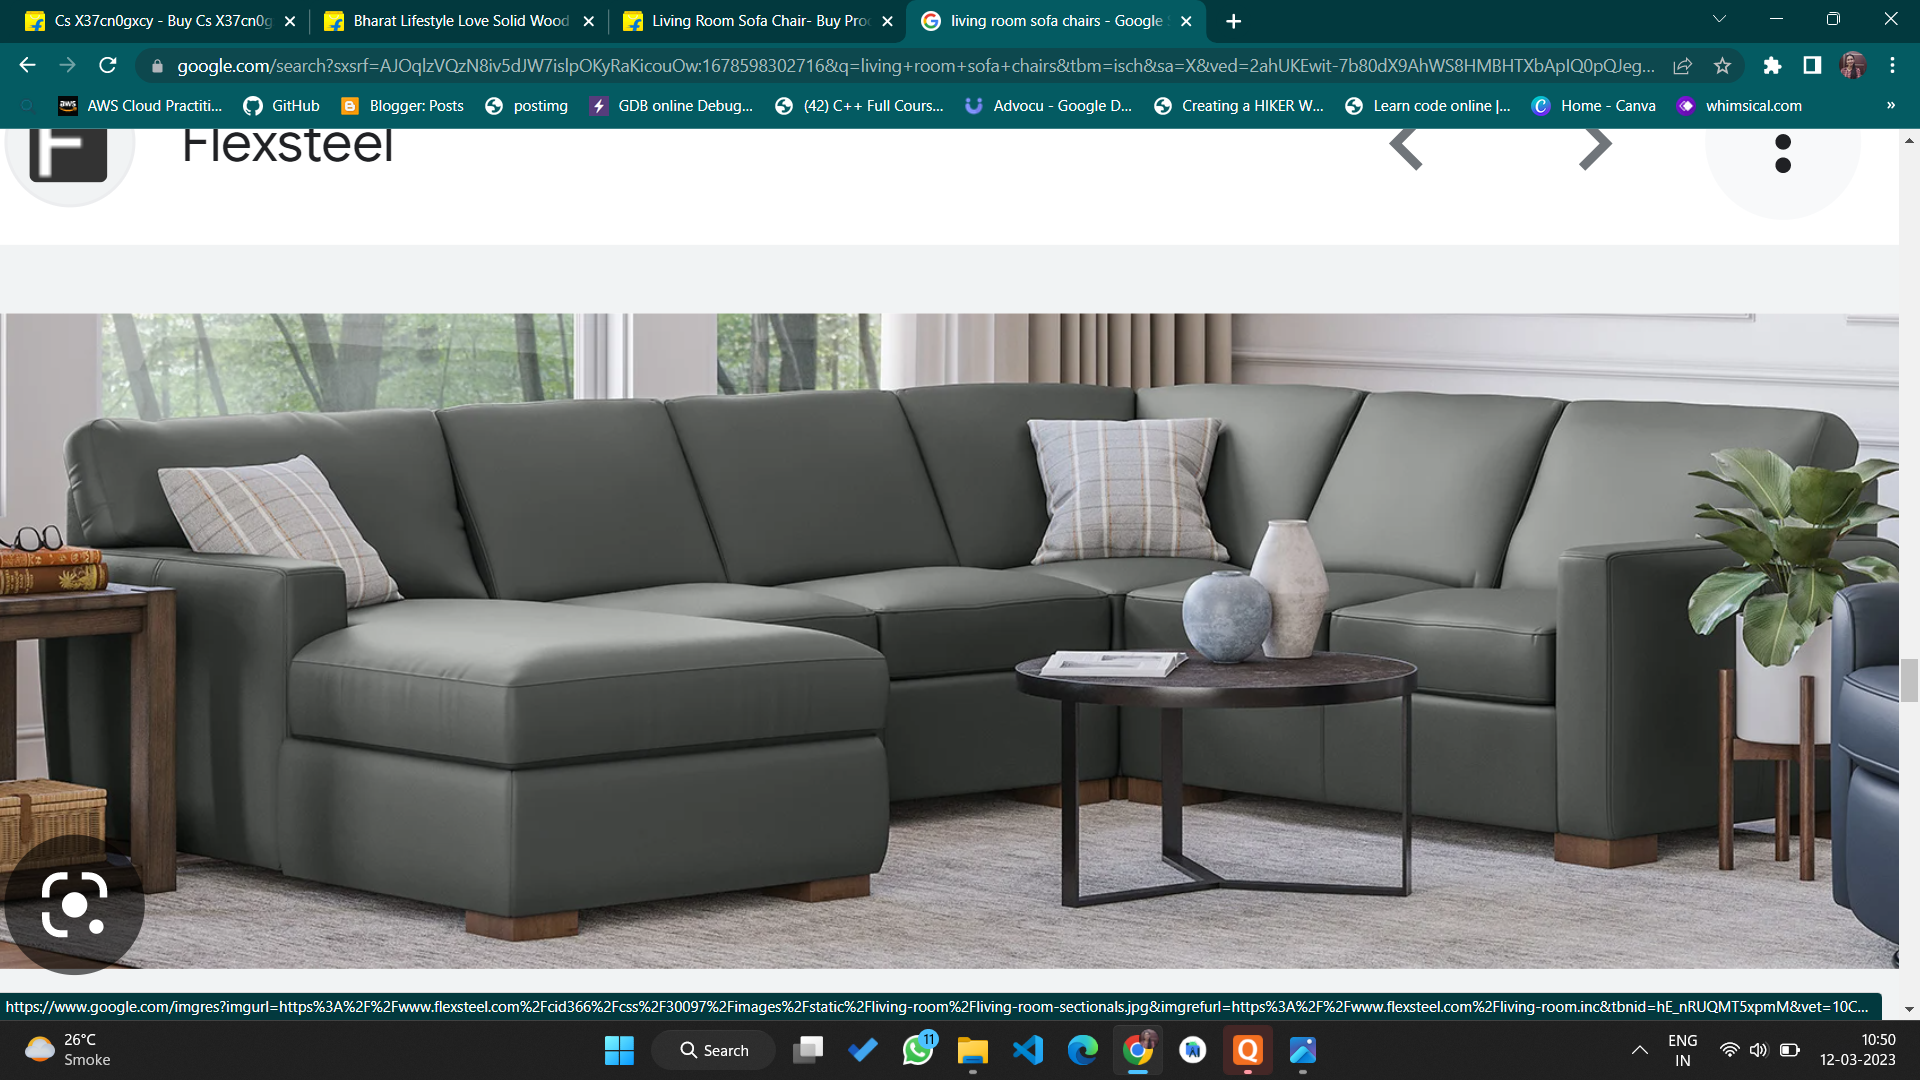 Cs X37cn0gxcy - Buy Cs X37cn0g
Bharat Lifestyle Love Solid Wood
Living Room Sofa Chair- Buy Pro
living room sofa chairs - Google
google.com/search?sxsrf=AJOqlzVQzN8iv5dJW7islpOKyRaKicouOw:1678598302716&q=living+room+sofa+chairs&tbm=isch&sa=X&ved=2ahUKEwit-7b80dX9AhWS8HMBHTXbApIQ0pQJeg...
aws
AWS Cloud Practiti...
GitHub
Blogger: Posts
postimg
GDB online Debug...
(42) C++ Full Cours...
Advocu - Google D...
Creating a HIKER W...
Learn code online |...
Home - Canva
whimsical.com
»
F
Flexsteel
https://www.google.com/imgres?imgurl=https%3A%2F%2Fwww.flexsteel.com%2Fcid366%2Fcss%2F30097%2Fimages%2Fstatic%2Fliving-room%2Fliving-room-sectionals.jpg&imgrefurl=https%3A%2F%2Fwww.flexsteel.com%2Fliving-room.inc&tbnid=hE_nRUQMT5xpmM&vet=10C...
26°C
Smoke
Search
11
Q
ENG
IN
10:50
12-03-2023